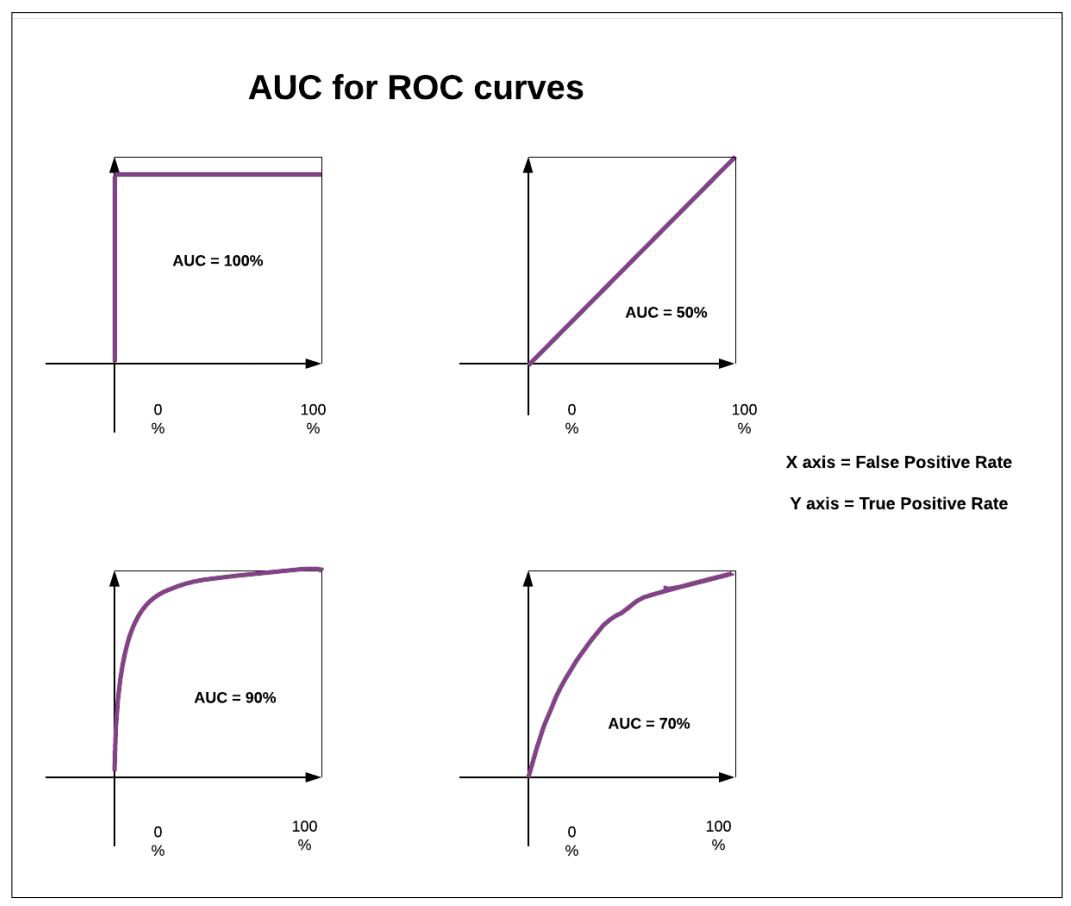 AUC for ROC curves
AUC = 100%
AUC = 50%
0
%
100
%
0
%
100
%
X axis = False Positive Rate
Y axis = True Positive Rate
AUC = 90%
AUC = 70%
0
%
100
%
0
%
100
%